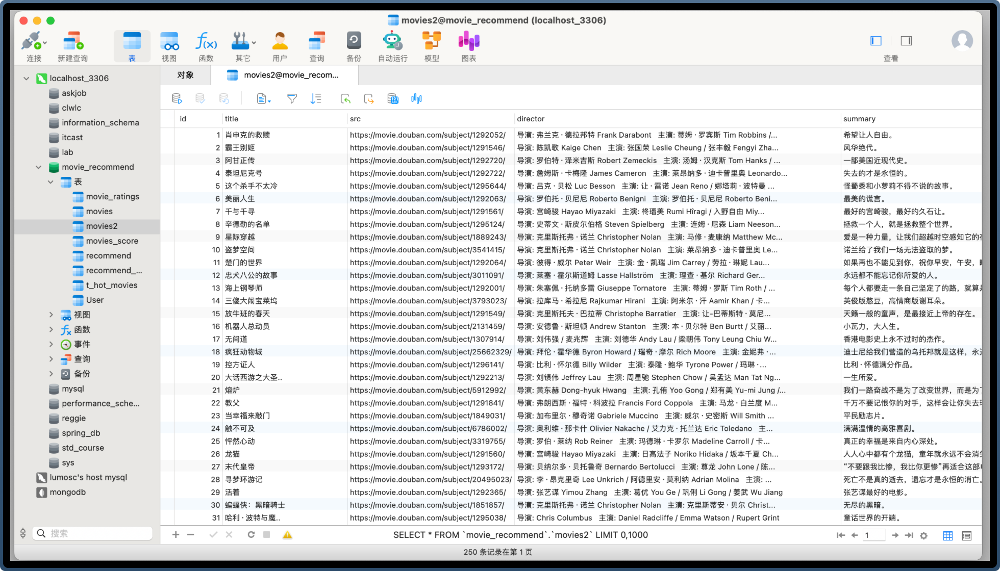 movies2@movie_recommend (localhost_3306)
连接
新建查询
表
视图
函数
其它
用户
查询
备份
自动运行
模型
图表
查看
localhost_3306
askjob
clwlc
information_schema
itcast
lab
movie_recommend
表
movie_ratings
movies
movies2
movies_score
recommend
recommend_...
t_hot_movies
User
视图
函数
事件
查询
备份
mysql
performance_sche...
reggie
spring_db
std_course
sys
lumosc's host mysql
mongodb
搜索
对象 movies2@movie_recom...
id title src director summary
1 肖申克的救赎 https://movie.douban.com/subject/1292052/ 导演: 弗兰克·德拉邦特 Frank Darabont 主演: 蒂姆·罗宾斯 Tim Robbins /... 希望让人自由。
2 霸王别姬 https://movie.douban.com/subject/1291546/ 导演: 陈凯歌 Kaige Chen 主演: 张国荣 Leslie Cheung / 张丰毅 Fengyi Zha... 风华绝代。
3 阿甘正传 https://movie.douban.com/subject/1292720/ 导演: 罗伯特·泽米吉斯 Robert Zemeckis 主演: 汤姆·汉克斯 Tom Hanks / ... 一部美国近现代史。
4 泰坦尼克号 https://movie.douban.com/subject/1292722/ 导演: 詹姆斯·卡梅隆 James Cameron 主演: 莱昂纳多·迪卡普里奥 Leonardo... 失去的才是永恒的。
5 这个杀手不太冷 https://movie.douban.com/subject/1295644/ 导演: 吕克·贝松 Luc Besson 主演: 让·雷诺 Jean Reno / 娜塔莉·波特曼 ... 怪蜀黍和小萝莉不得不说的故事。
6 美丽人生 https://movie.douban.com/subject/1292063/ 导演: 罗伯托·贝尼尼 Roberto Benigni 主演: 罗伯托·贝尼尼 Roberto Beni... 最美的谎言。
7 千与千寻 https://movie.douban.com/subject/1291561/ 导演: 宫崎骏 Hayao Miyazaki 主演: 柊瑠美 Rumi Hîragi / 入野自由 Miy... 最好的宫崎骏，最好的久石让。
8 辛德勒的名单 https://movie.douban.com/subject/1295124/ 导演: 史蒂文·斯皮尔伯格 Steven Spielberg 主演: 连姆·尼森 Liam Neeson... 拯救一个人，就是拯救整个世界。
9 星际穿越 https://movie.douban.com/subject/1889243/ 导演: 克里斯托弗·诺兰 Christopher Nolan 主演: 马修·麦康纳 Matthew Mc... 爱是一种力量，让我们超越时空感知它的存
10 盗梦空间 https://movie.douban.com/subject/3541415/ 导演: 克里斯托弗·诺兰 Christopher Nolan 主演: 莱昂纳多·迪卡普里奥 Le... 诺兰给了我们一场无法盗取的梦。
11 楚门的世界 https://movie.douban.com/subject/1292064/ 导演: 彼得·威尔 Peter Weir 主演: 金·凯瑞 Jim Carrey / 劳拉·琳妮 Lau... 如果再也不能见到你，祝你早安，午安，
12 忠犬八公的故事 https://movie.douban.com/subject/3011091/ 导演: 莱塞·霍尔斯道姆 Lasse Hallström 主演: 理查·基尔 Richard Ger... 永远都不能忘记你所爱的人。
13 海上钢琴师 https://movie.douban.com/subject/1292001/ 导演: 朱塞佩·托纳多雷 Giuseppe Tornatore 主演: 蒂姆·罗斯 Tim Roth / ... 每个人都要走一条自己坚定了的路，就算
14 三傻大闹宝莱坞 https://movie.douban.com/subject/3793023/ 导演: 拉库马·希拉尼 Rajkumar Hirani 主演: 阿米尔·汗 Aamir Khan / 卡... 英俊版憨豆，高情商版谢耳朵。
15 放牛班的春天 https://movie.douban.com/subject/1291549/ 导演: 克里斯托夫·巴拉蒂 Christophe Barratier 主演: 让-巴蒂斯特·莫尼... 天籁一般的童声，是最接近上帝的存在。
16 机器人总动员 https://movie.douban.com/subject/2131459/ 导演: 安德鲁·斯坦顿 Andrew Stanton 主演: 本·贝尔特 Ben Burtt / 艾丽... 小瓦力，大人生。
17 无间道 https://movie.douban.com/subject/1307914/ 导演: 刘伟强 / 麦兆辉 主演: 刘德华 Andy Lau / 梁朝伟 Tony Leung Chiu W... 香港电影史上永不过时的杰作。
18 疯狂动物城 https://movie.douban.com/subject/25662329/ 导演: 拜伦·霍华德 Byron Howard / 瑞奇·摩尔 Rich Moore 主演: 金妮弗·... 迪士尼给我们营造的乌托邦就是这样，永
19 控方证人 https://movie.douban.com/subject/1296141/ 导演: 比利·怀尔德 Billy Wilder 主演: 泰隆·鲍华 Tyrone Power / 玛琳·... 比利·怀德满分作品。
20 大话西游之大圣.. https://movie.douban.com/subject/1292213/ 导演: 刘镇伟 Jeffrey Lau 主演: 周星驰 Stephen Chow / 吴孟达 Man Tat Ng... 一生所爱。
21 熔炉 https://movie.douban.com/subject/5912992/ 导演: 黄东赫 Dong-hyuk Hwang 主演: 孔侑 Yoo Gong / 郑有美 Yu-mi Jung /... 我们一路奋战不是为了改变世界，而是为了
22 教父 https://movie.douban.com/subject/1291841/ 导演: 弗朗西斯·福特·科波拉 Francis Ford Coppola 主演: 马龙·白兰度 M... 千万不要记恨你的对手，这样会让你失去
23 当幸福来敲门 https://movie.douban.com/subject/1849031/ 导演: 加布里尔·穆奇诺 Gabriele Muccino 主演: 威尔·史密斯 Will Smith ... 平民励志片。
24 触不可及 https://movie.douban.com/subject/6786002/ 导演: 奥利维·那卡什 Olivier Nakache / 艾力克·托兰达 Eric Toledano 主... 满满温情的高雅喜剧。
25 怦然心动 https://movie.douban.com/subject/3319755/ 导演: 罗伯·莱纳 Rob Reiner 主演: 玛德琳·卡罗尔 Madeline Carroll / 卡... 真正的幸福是来自内心深处。
26 龙猫 https://movie.douban.com/subject/1291560/ 导演: 宫崎骏 Hayao Miyazaki 主演: 日高法子 Noriko Hidaka / 坂本千夏 Ch... 人人心中都有个龙猫，童年就永远不会消失
27 末代皇帝 https://movie.douban.com/subject/1293172/ 导演: 贝纳尔多·贝托鲁奇 Bernardo Bertolucci 主演: 尊龙 John Lone / 陈... “不要跟我比惨，我比你更惨”再适合这部
28 寻梦环游记 https://movie.douban.com/subject/20495023/ 导演: 李·昂克里奇 Lee Unkrich / 阿德里安·莫利纳 Adrian Molina 主演: ... 死亡不是真的逝去，遗忘才是永恒的消亡。
29 活着 https://movie.douban.com/subject/1292365/ 导演: 张艺谋 Yimou Zhang 主演: 葛优 You Ge / 巩俐 Li Gong / 姜武 Wu Jiang 张艺谋最好的电影。
30 蝙蝠侠：黑暗骑士 https://movie.douban.com/subject/1851857/ 导演: 克里斯托弗·诺兰 Christopher Nolan 主演: 克里斯蒂安·贝尔 Christ... 无尽的黑暗。
31 哈利·波特与魔.. https://movie.douban.com/subject/1295038/ 导演: Chris Columbus 主演: Daniel Radcliffe / Emma Watson / Rupert Grint 童话世界的开端。
SELECT * FROM `movie_recommend`.`movies2` LIMIT 0,1000
1
250 条记录在第 1 页